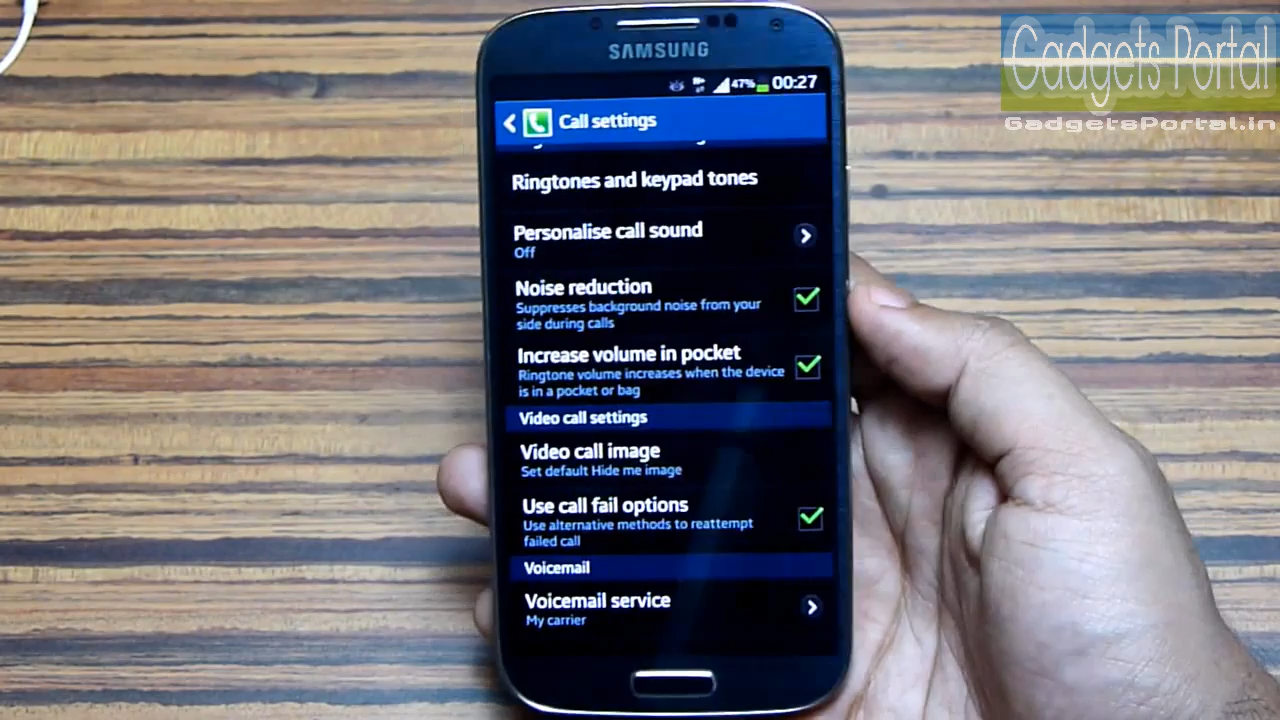 Gadgets Portal
GadgetsPortal.in
SAMSUNG
47% 00:27
Call settings
Ringtones and keypad tones
Personalise call sound
Off
Noise reduction
Suppresses background noise from your
side during calls
Increase volume in pocket
Ringtone volume increases when the device
is in a pocket or bag
Video call settings
Video call image
Set default Hide me image
Use call fail options
Use alternative methods to reattempt
failed call
Voicemail
Voicemail service
My carrier